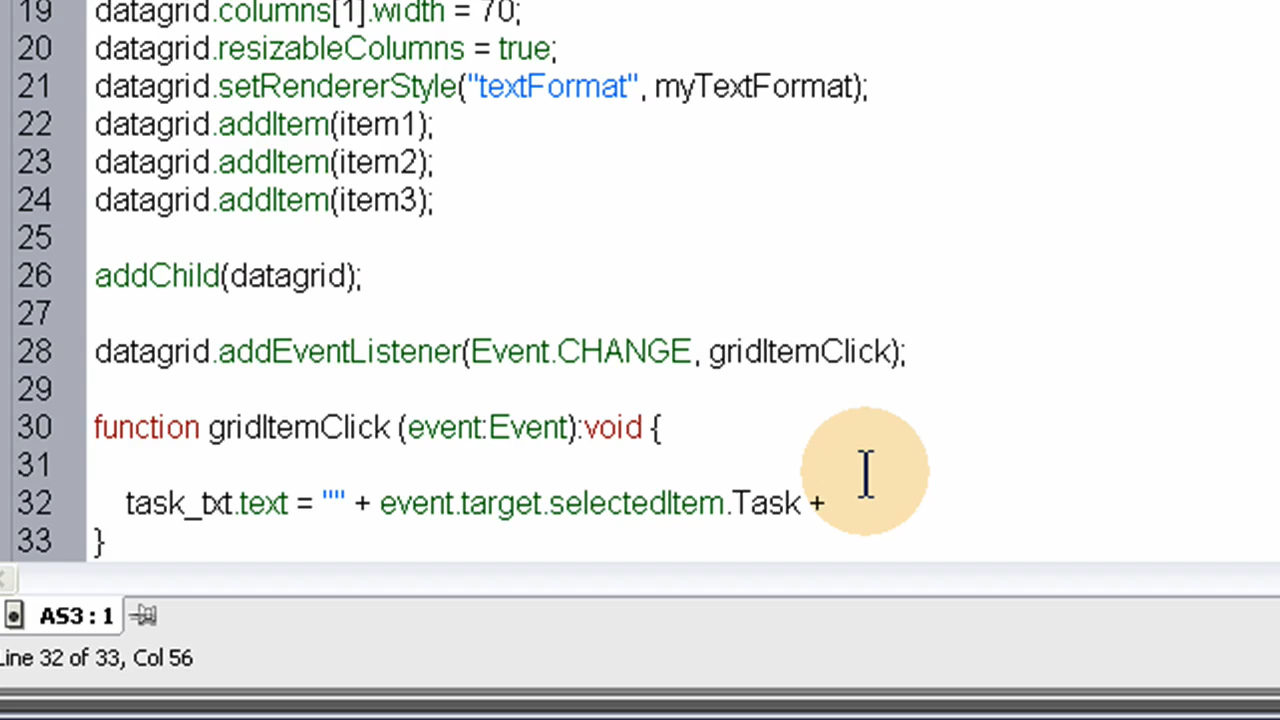 19 datagrid.columns[1].width = 70;
20 datagrid.resizableColumns = true;
21 datagrid.setRendererStyle("textFormat", myTextFormat);
22 datagrid.addItem(item1);
23 datagrid.addItem(item2);
24 datagrid.addItem(item3);
25
26 addChild(datagrid);
27
28 datagrid.addEventListener(Event.CHANGE, gridItemClick);
29
30 function gridItemClick (event:Event):void {
31
32 task_txt.text = "" + event.target.selectedItem.Task +
33 }
AS3 : 1
Line 32 of 33, Col 56